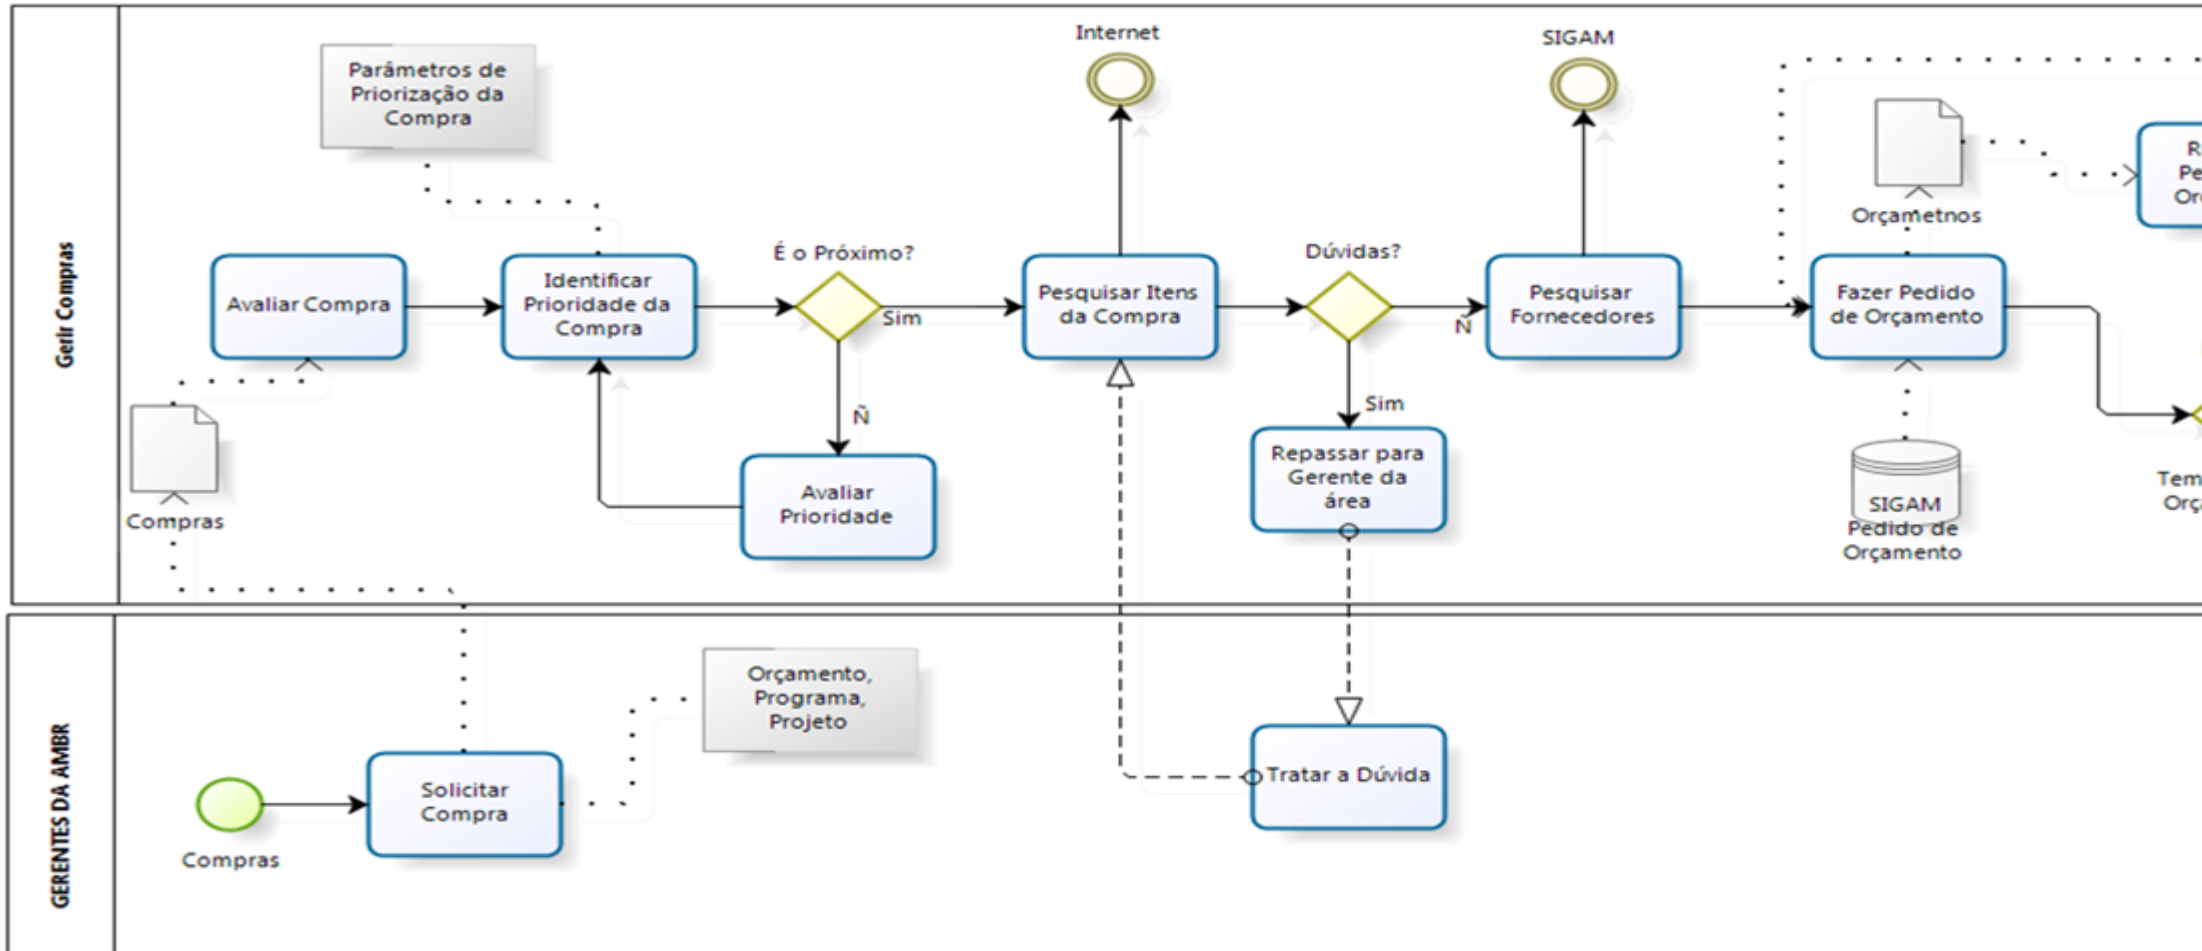 Gerir Compras
Parâmetros de
Priorização da
Compra
Internet
SIGAM
Orçametnos
Avaliar Compra
Identificar
Prioridade da
Compra
É o Próximo?
Sim
Ñ
Avaliar
Prioridade
Pesquisar Itens
da Compra
Dúvidas?
Ñ
Sim
Repassar para
Gerente da
área
Pesquisar
Fornecedores
Fazer Pedido
de Orçamento
SIGAM
Pedido de
Orçamento
Compras
GERENTES DA AMBR
Compras
Solicitar
Compra
Orçamento,
Programa,
Projeto
Tratar a Dúvida